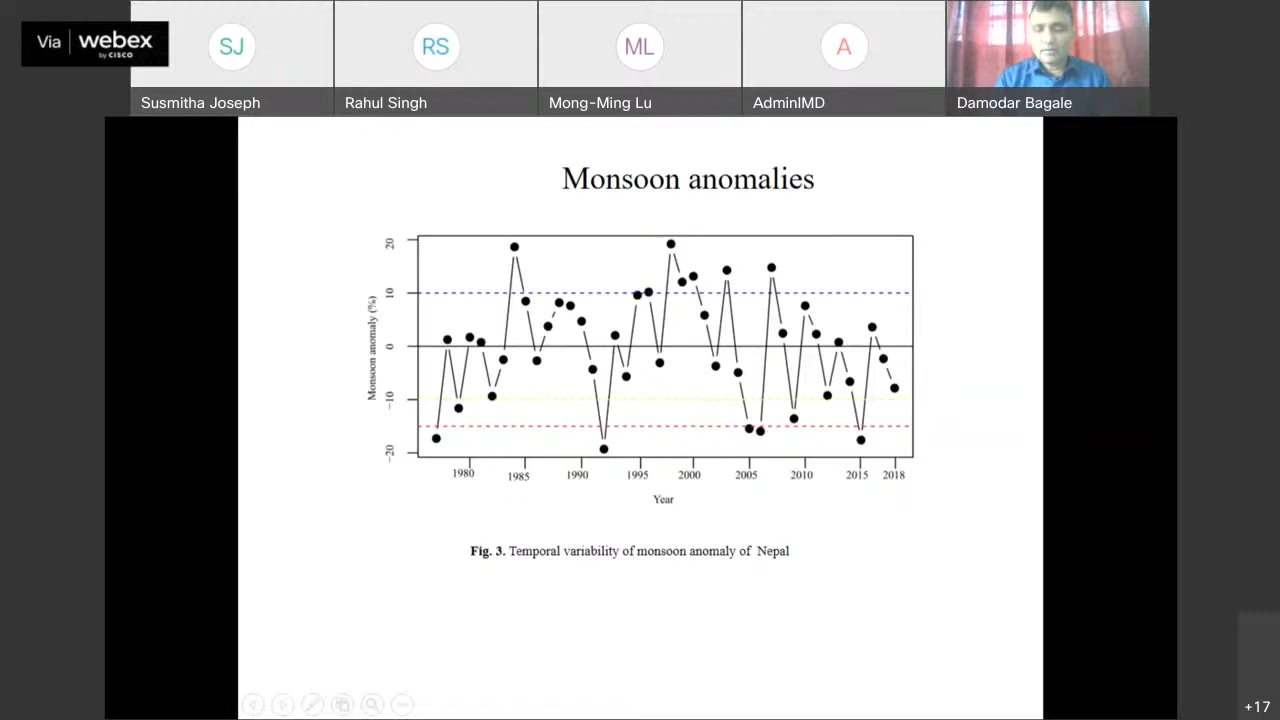 Via webex
by CISCO
SJ
RS
ML
A
Susmitha Joseph
Rahul Singh
Mong-Ming Lu
AdminIMD
Damodar Bagale
Monsoon anomalies
20
10
0
-10
-20
Monsoon anomaly (%)
1980 1985 1990 1995 2000 2005 2010 2015 2018
Year
Fig. 3. Temporal variability of monsoon anomaly of Nepal
+17